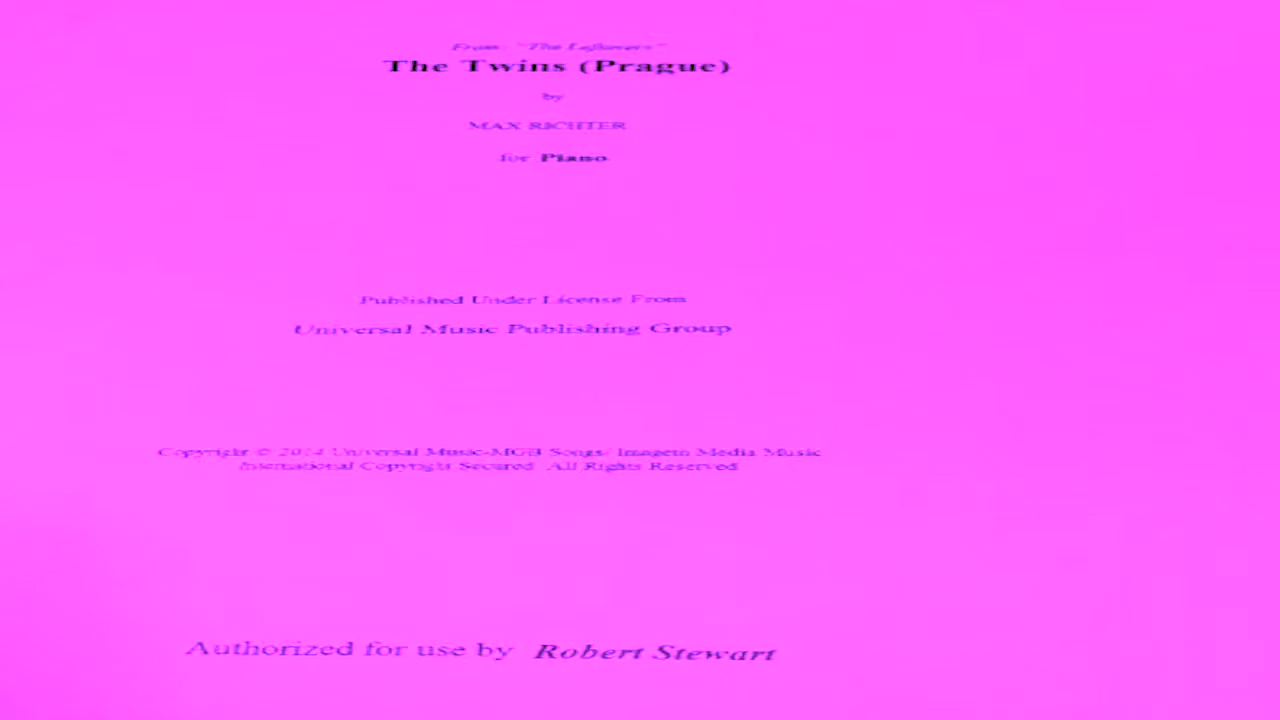 From: "The Leftovers"
The Twins (Prague)
by
MAX RICHTER
for Piano
Published Under License From
Universal Music Publishing Group
Copyright © 2014 Universal Music-MGB Songs/ Imagem Media Music
International Copyright Secured All Rights Reserved
Authorized for use by Robert Stewart